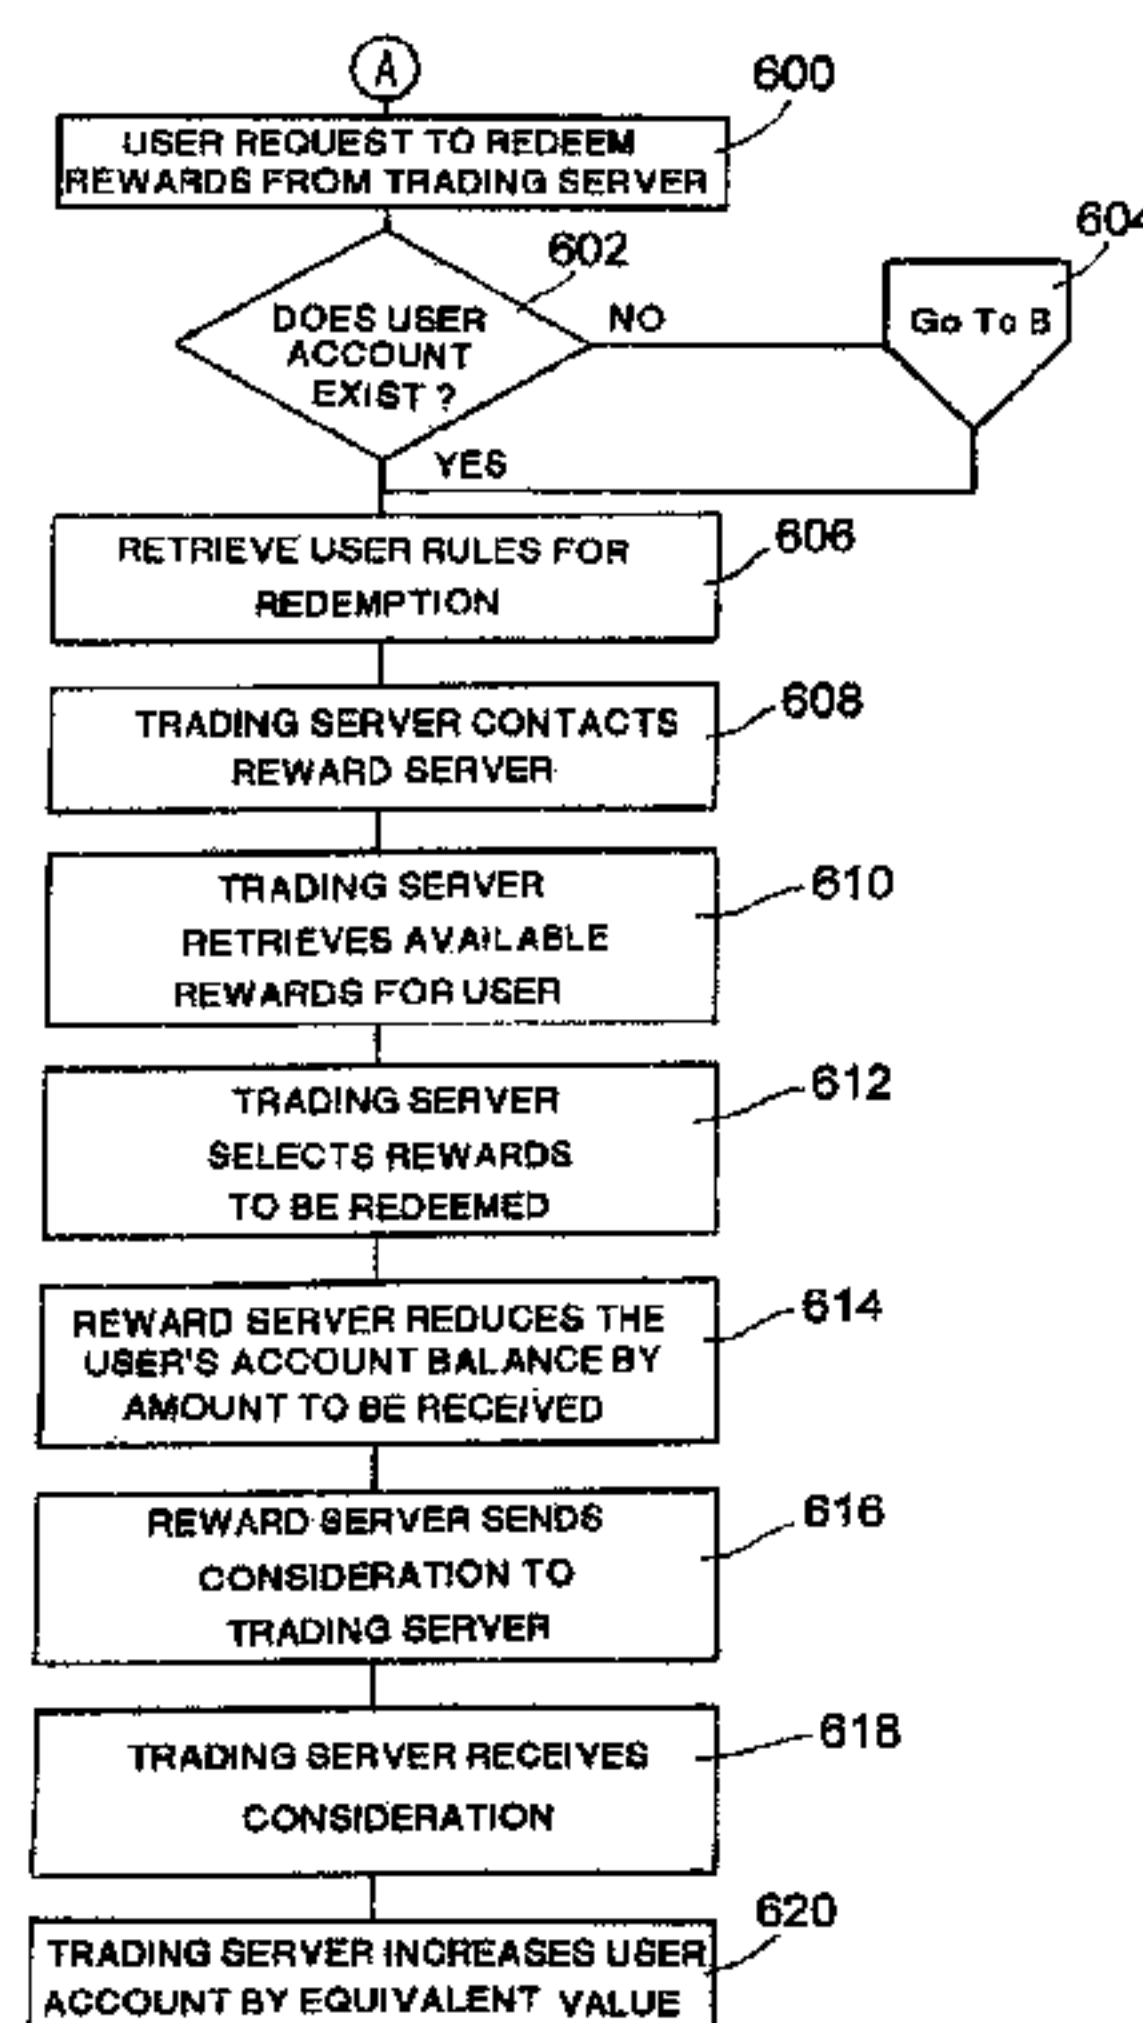 A
600
USER REQUEST TO REDEEM
REWARDS FROM TRADING SERVER
602
604
DOES USER
ACCOUNT
EXIST ?
NO
Go To B
YES
606
RETRIEVE USER RULES FOR
REDEMPTION
608
TRADING SERVER CONTACTS
REWARD SERVER
610
TRADING SERVER
RETRIEVES AVAILABLE
REWARDS FOR USER
612
TRADING SERVER
SELECTS REWARDS
TO BE REDEEMED
614
REWARD SERVER REDUCES THE
USER'S ACCOUNT BALANCE BY
AMOUNT TO BE RECEIVED
616
REWARD SERVER SENDS
CONSIDERATION TO
TRADING SERVER
618
TRADING SERVER RECEIVES
CONSIDERATION
620
TRADING SERVER INCREASES USER
ACCOUNT BY EQUIVALENT VALUE